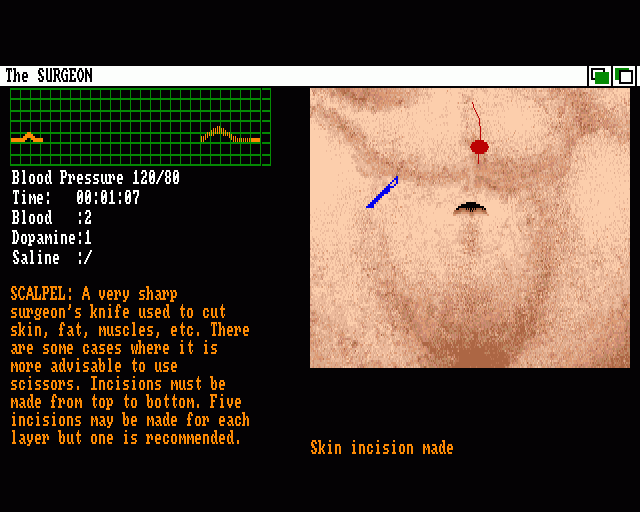 The SURGEON
Blood Pressure 120/80
Time: 00:01:07
Blood :2
Dopamine:1
Saline :/
SCALPEL: A very sharp
surgeon's knife used to cut
skin, fat, muscles, etc. There
are some cases where it is
more advisable to use
scissors. Incisions must be
made from top to bottom. Five
incisions may be made for each
layer but one is recommended.
Skin incision made